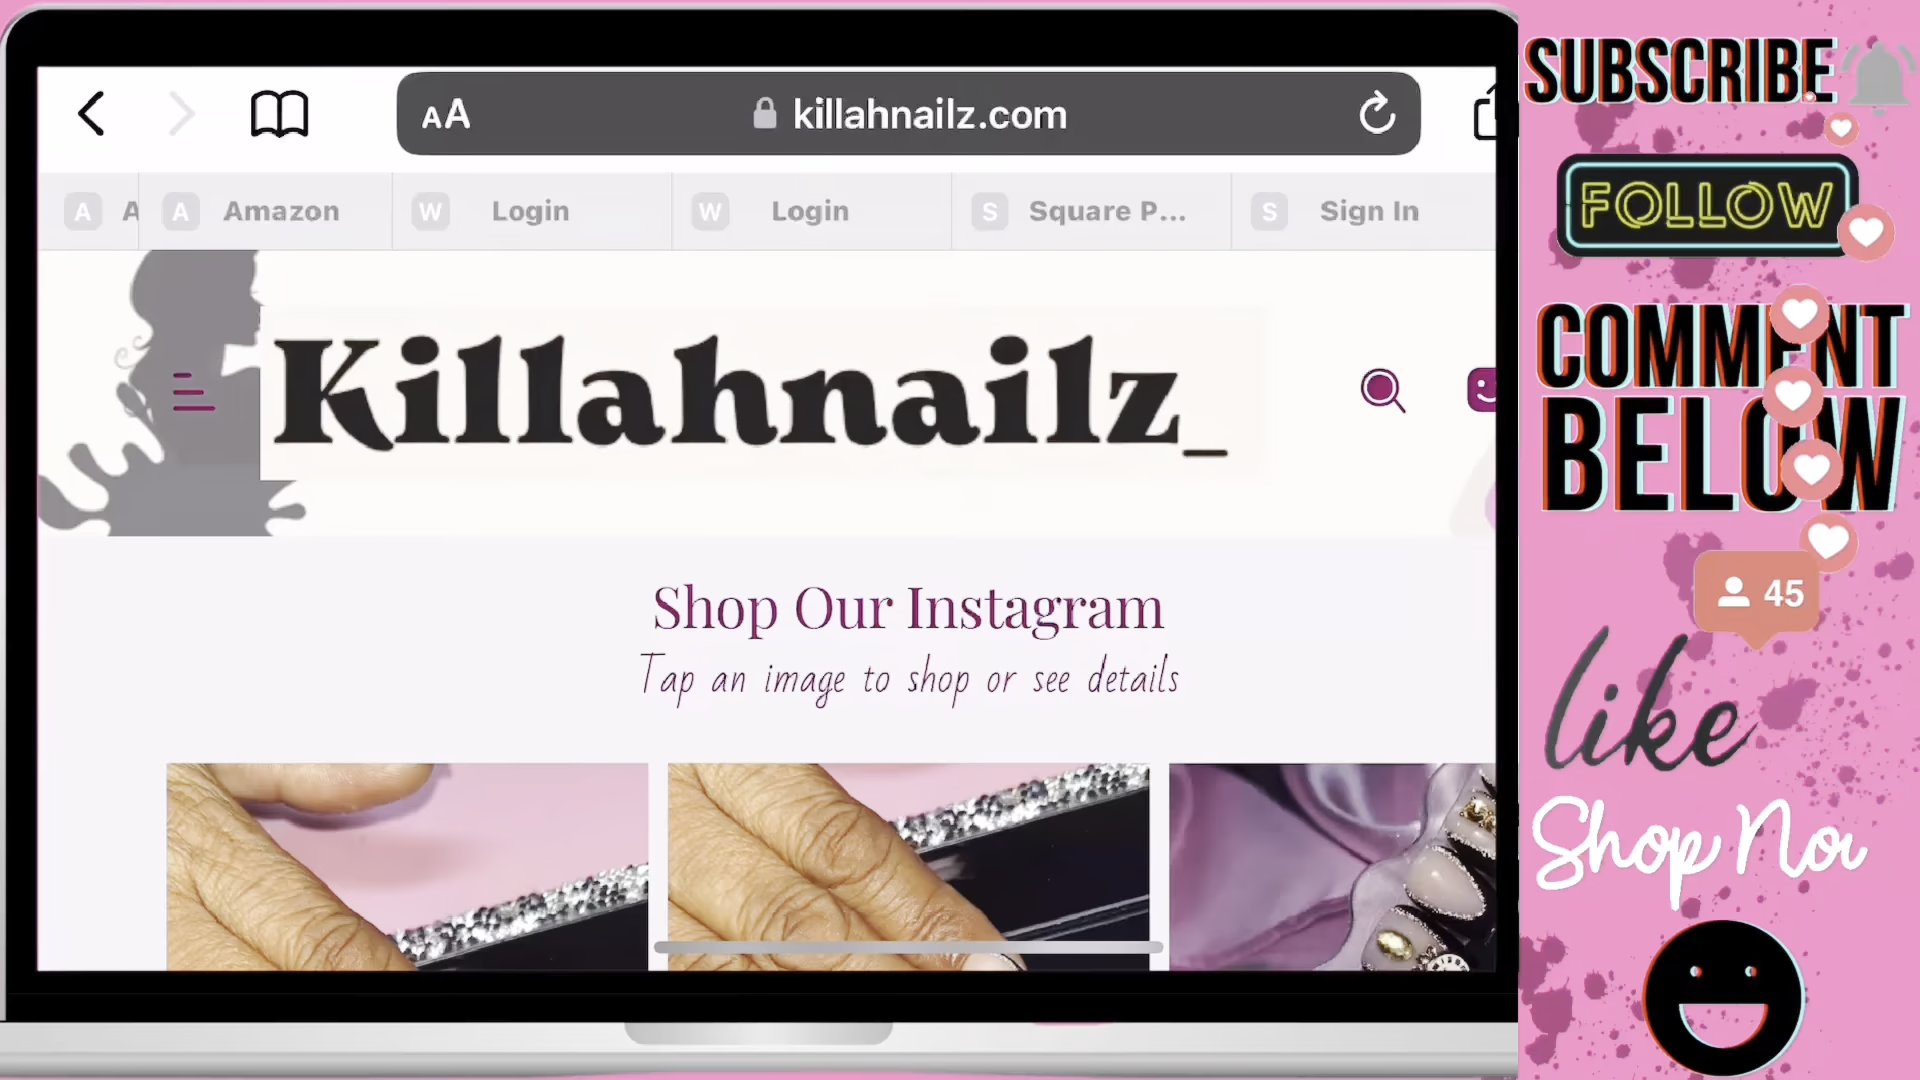 AA killahnailz.com
A A A Amazon W Login W Login S Square P... S Sign In
Killahnailz_
Shop Our Instagram
Tap an image to shop or see details
SUBSCRIBE
FOLLOW
COMMENT
BELOW
45
like
Shop No